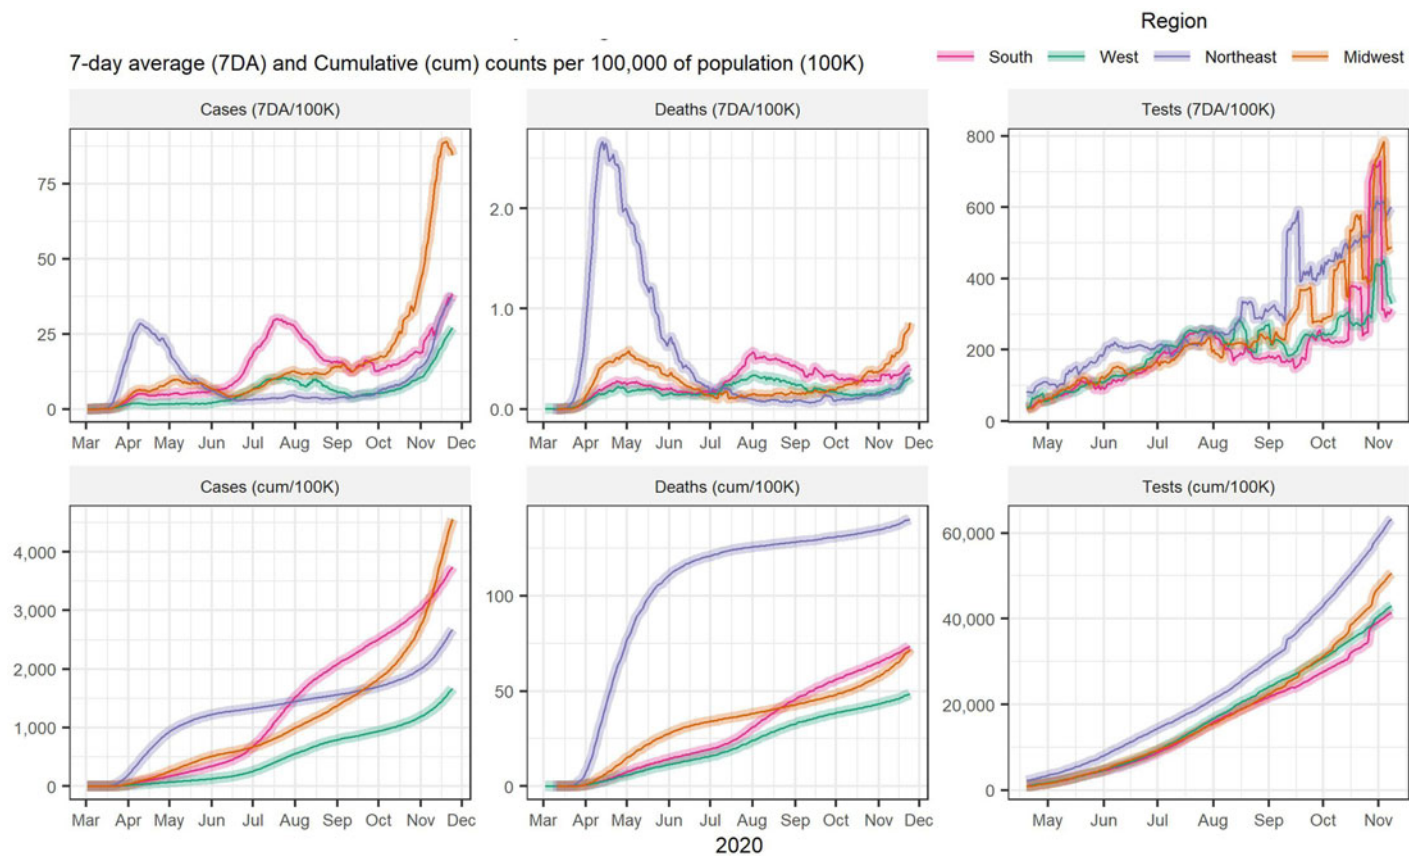 Region
7-day average (7DA) and Cumulative (cum) counts per 100,000 of population (100K)
South West Northeast Midwest
Cases (7DA/100K) Deaths (7DA/100K) Tests (7DA/100K)
75
50
25
0
2.0
1.0
0.0
800
600
400
200
0
Mar Apr May Jun Jul Aug Sep Oct Nov Dec
Mar Apr May Jun Jul Aug Sep Oct Nov Dec
May Jun Jul Aug Sep Oct Nov
Cases (cum/100K) Deaths (cum/100K) Tests (cum/100K)
4,000
3,000
2,000
1,000
0
100
50
0
60,000
40,000
20,000
0
Mar Apr May Jun Jul Aug Sep Oct Nov Dec
Mar Apr May Jun Jul Aug Sep Oct Nov Dec
May Jun Jul Aug Sep Oct Nov
2020